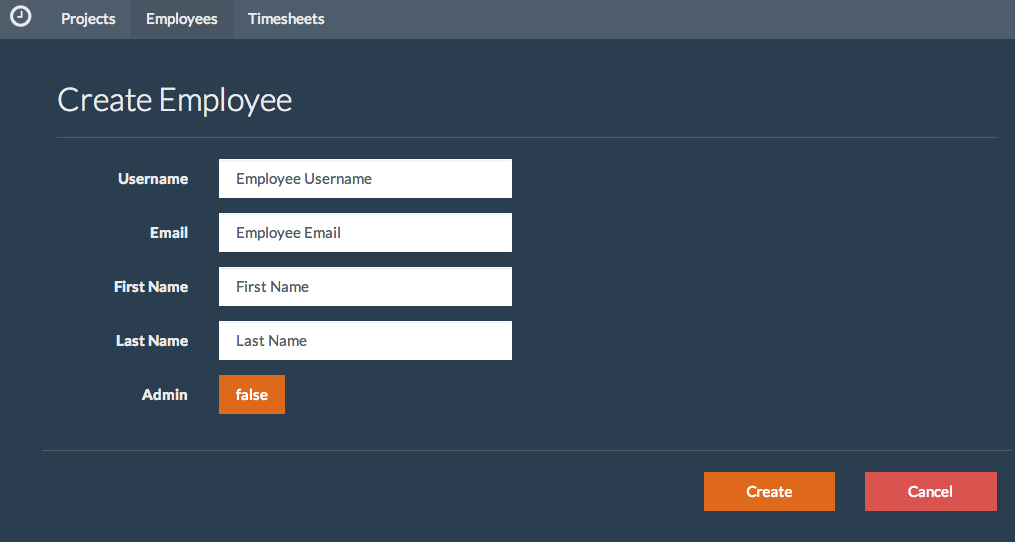 Projects Employees Timesheets
Create Employee
Username Employee Username
Email Employee Email
First Name First Name
Last Name Last Name
Admin false
Create Cancel